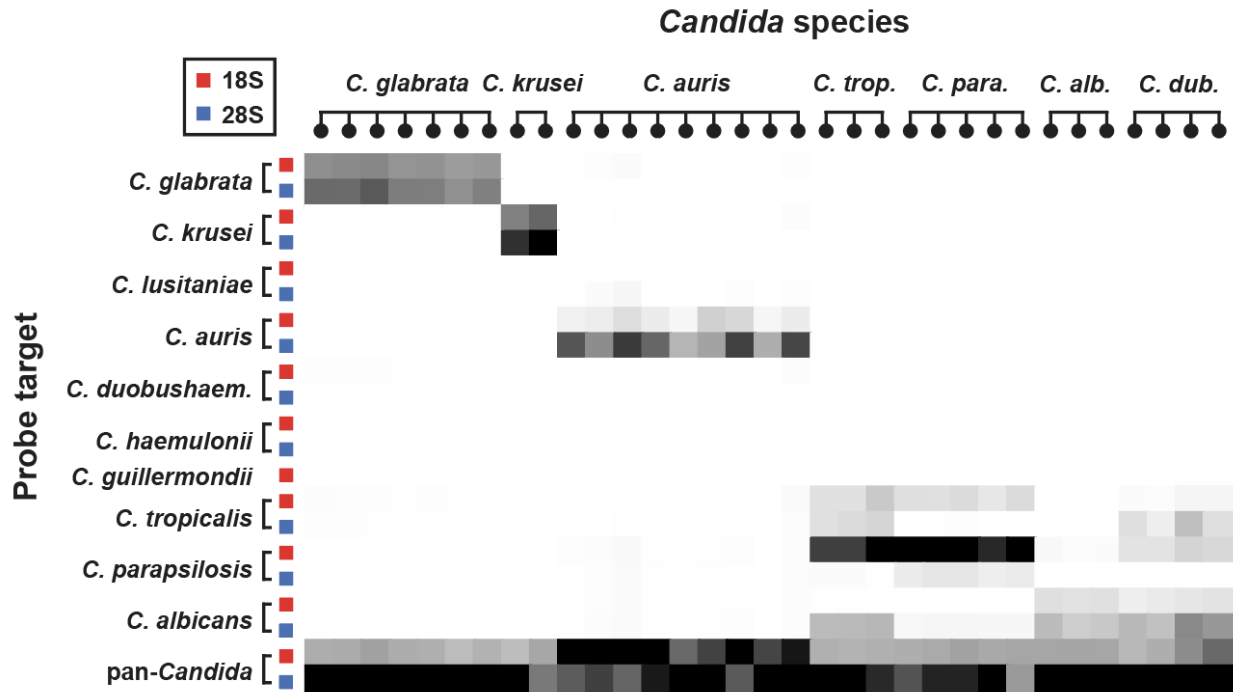 Candida species
18S
28S
C. glabrata C. krusei C. auris C. trop. C. para. C. alb. C. dub.
Probe target
C. glabrata
C. krusei
C. lusitaniae
C. auris
C. duobushaem.
C. haemulonii
C. guillermondii
C. tropicalis
C. parapsilosis
C. albicans
pan-Candida